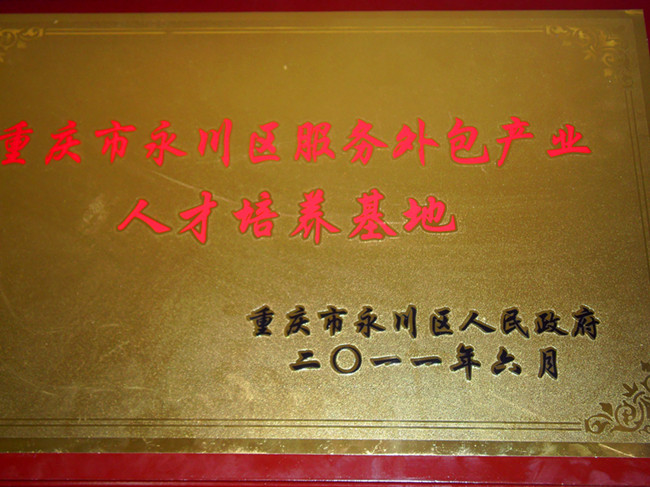 重庆市永川区服务外包产业
人才培养基地
重庆市永川区人民政府
二〇一一年六月